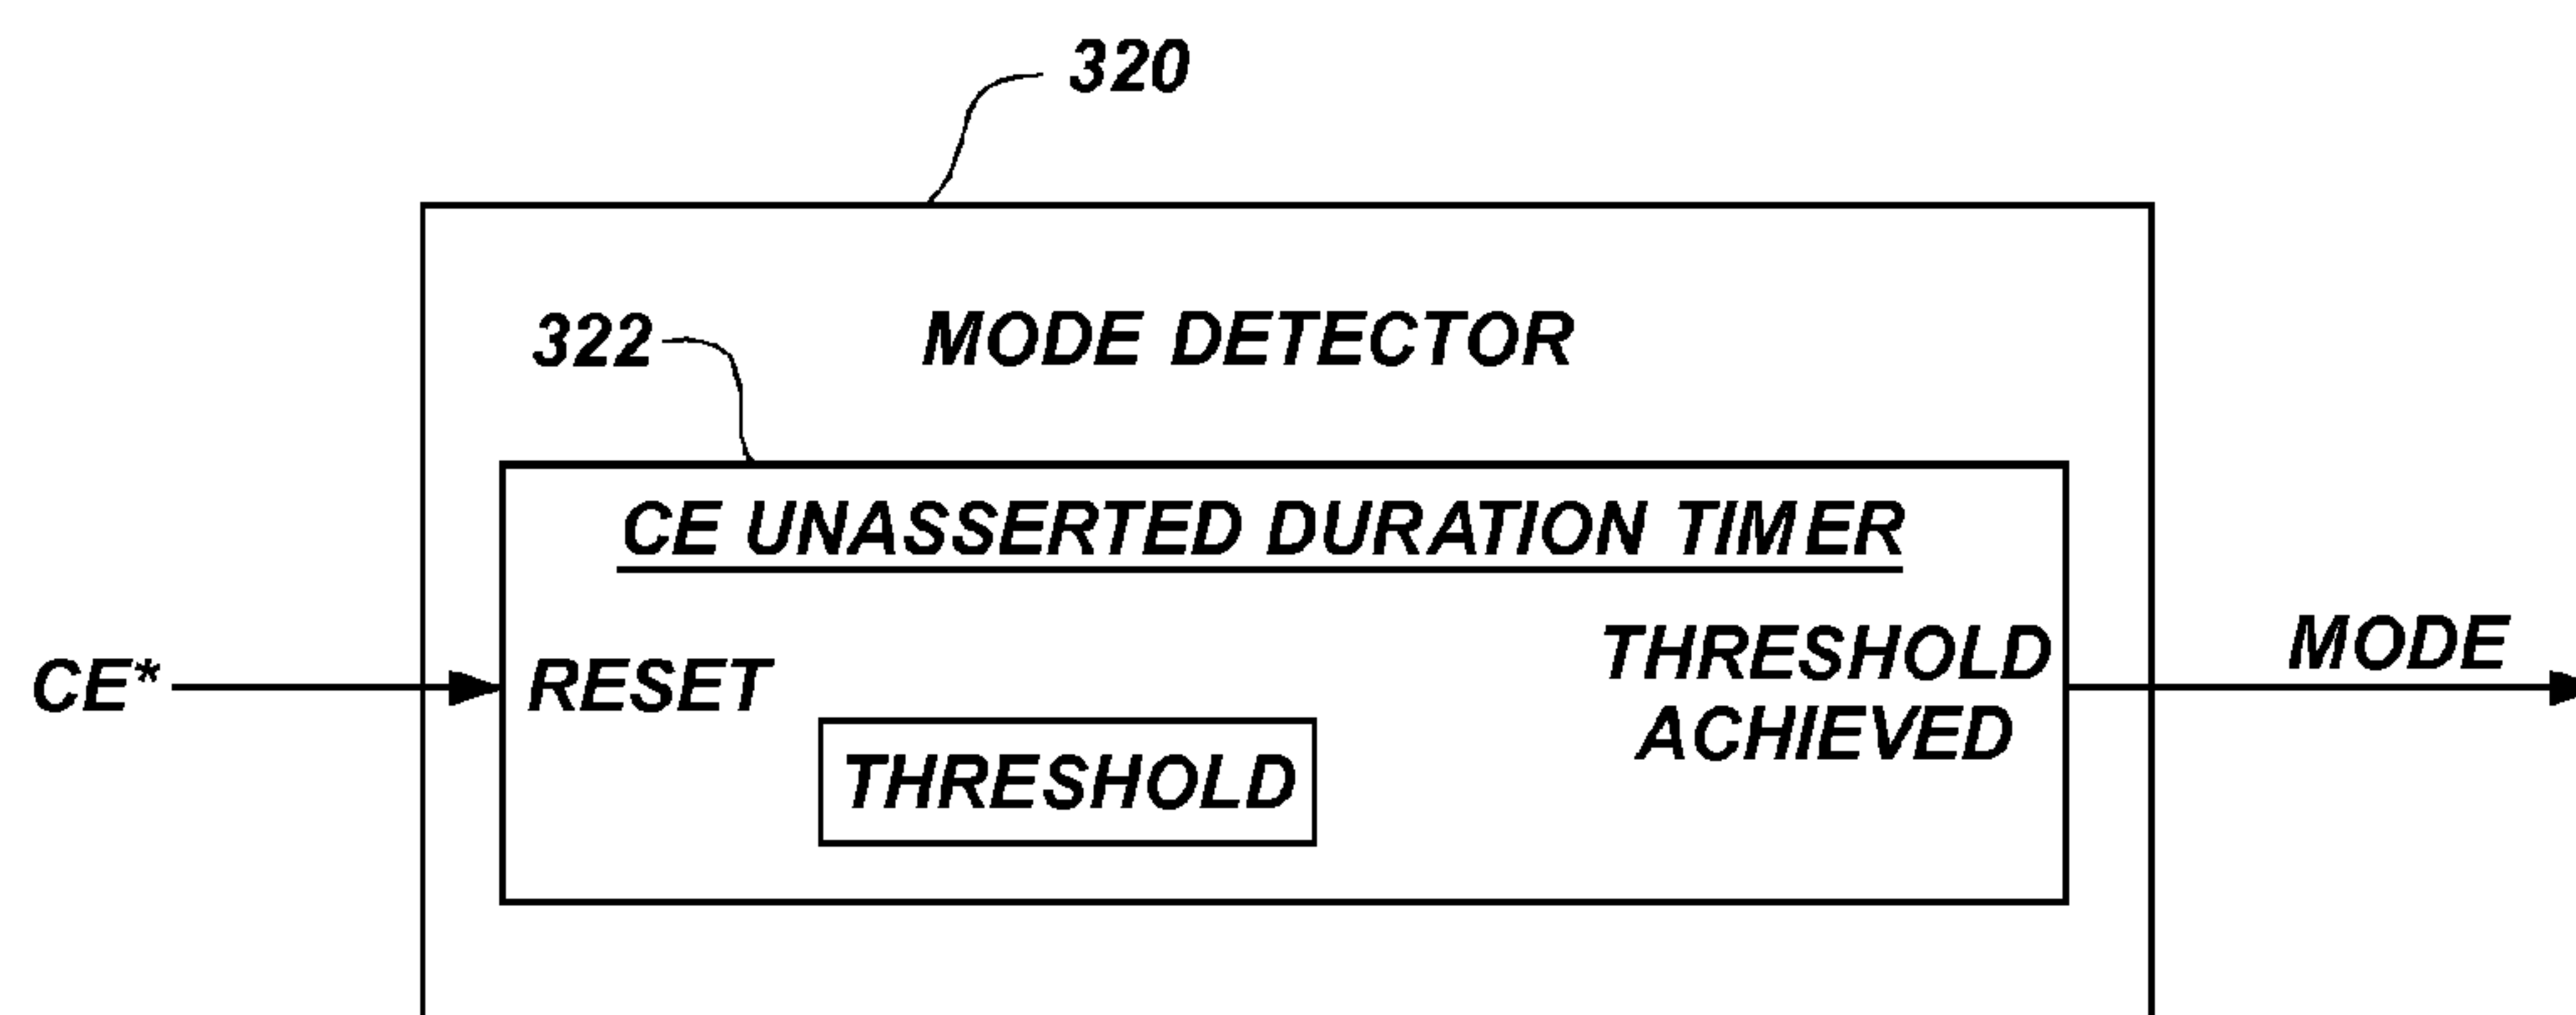 320
322
MODE DETECTOR
CE UNASSERTED DURATION TIMER
CE*
RESET
THRESHOLD
ACHIEVED
MODE
THRESHOLD